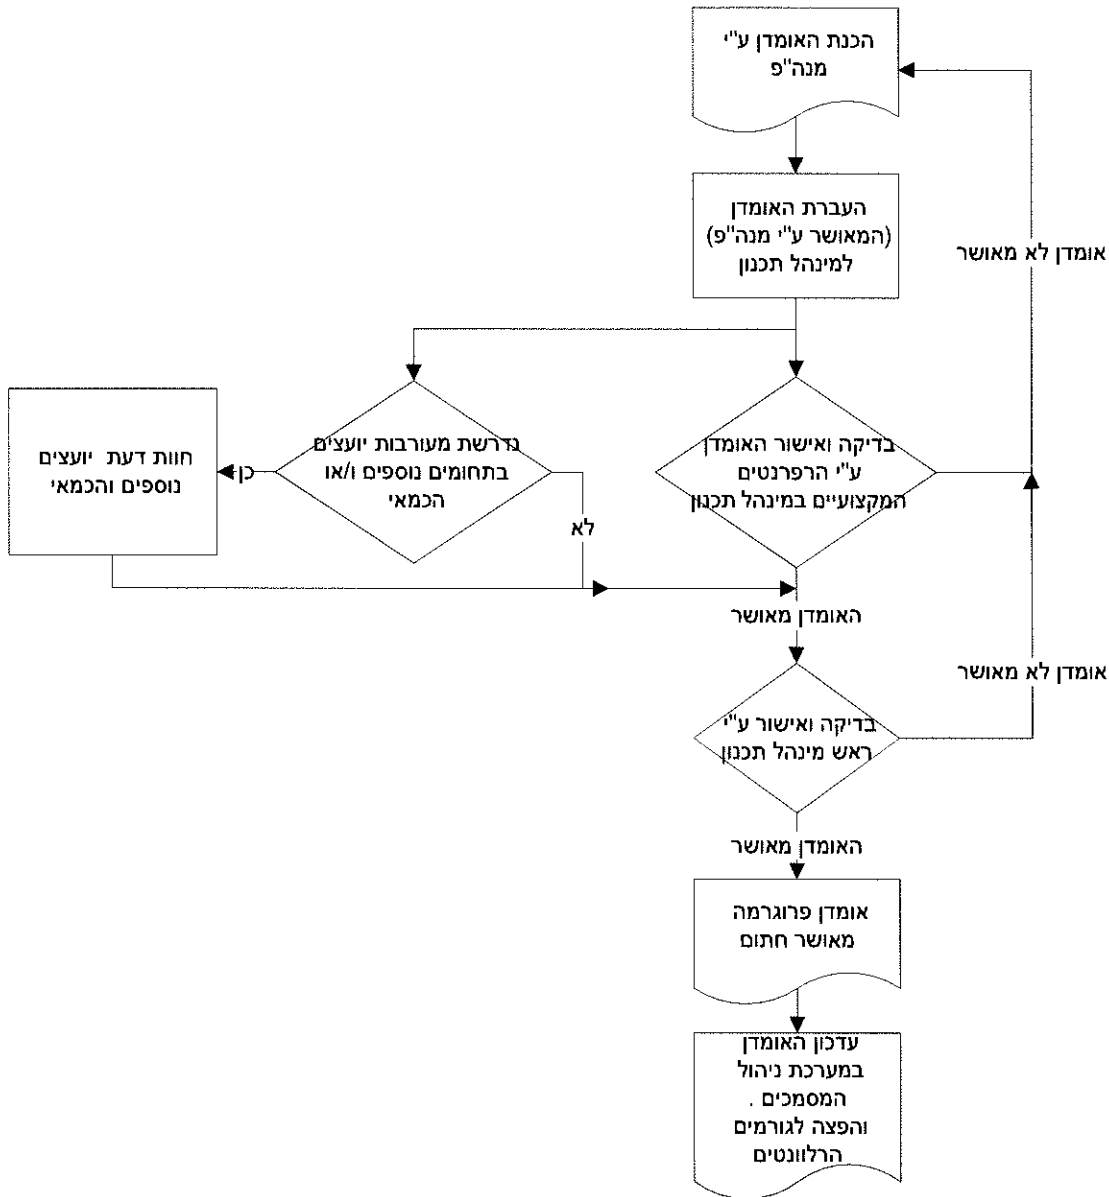 הכנת האומדן ע"י
מנה"פ
העברת האומדן
(המאושר ע"י מנה"פ)
למינהל תכנון
אומדן לא מאושר
בדיקה ואישור האומדן
ע"י הרפרנטים
המקצועיים במינהל תכנון
נדרשת מעורבות יועצים
בתחומים נוספים ו/או
הכמאי
כן
חוות דעת יועצים
נוספים והכמאי
לא
האומדן מאושר
אומדן לא מאושר
בדיקה ואישור ע"י
ראש מינהל תכנון
האומדן מאושר
אומדן פרוגרמה
מאושר חתום
עדכון האומדן
במערכת ניהול
המסמכים .
והפצה לגורמים
הרלוונטים